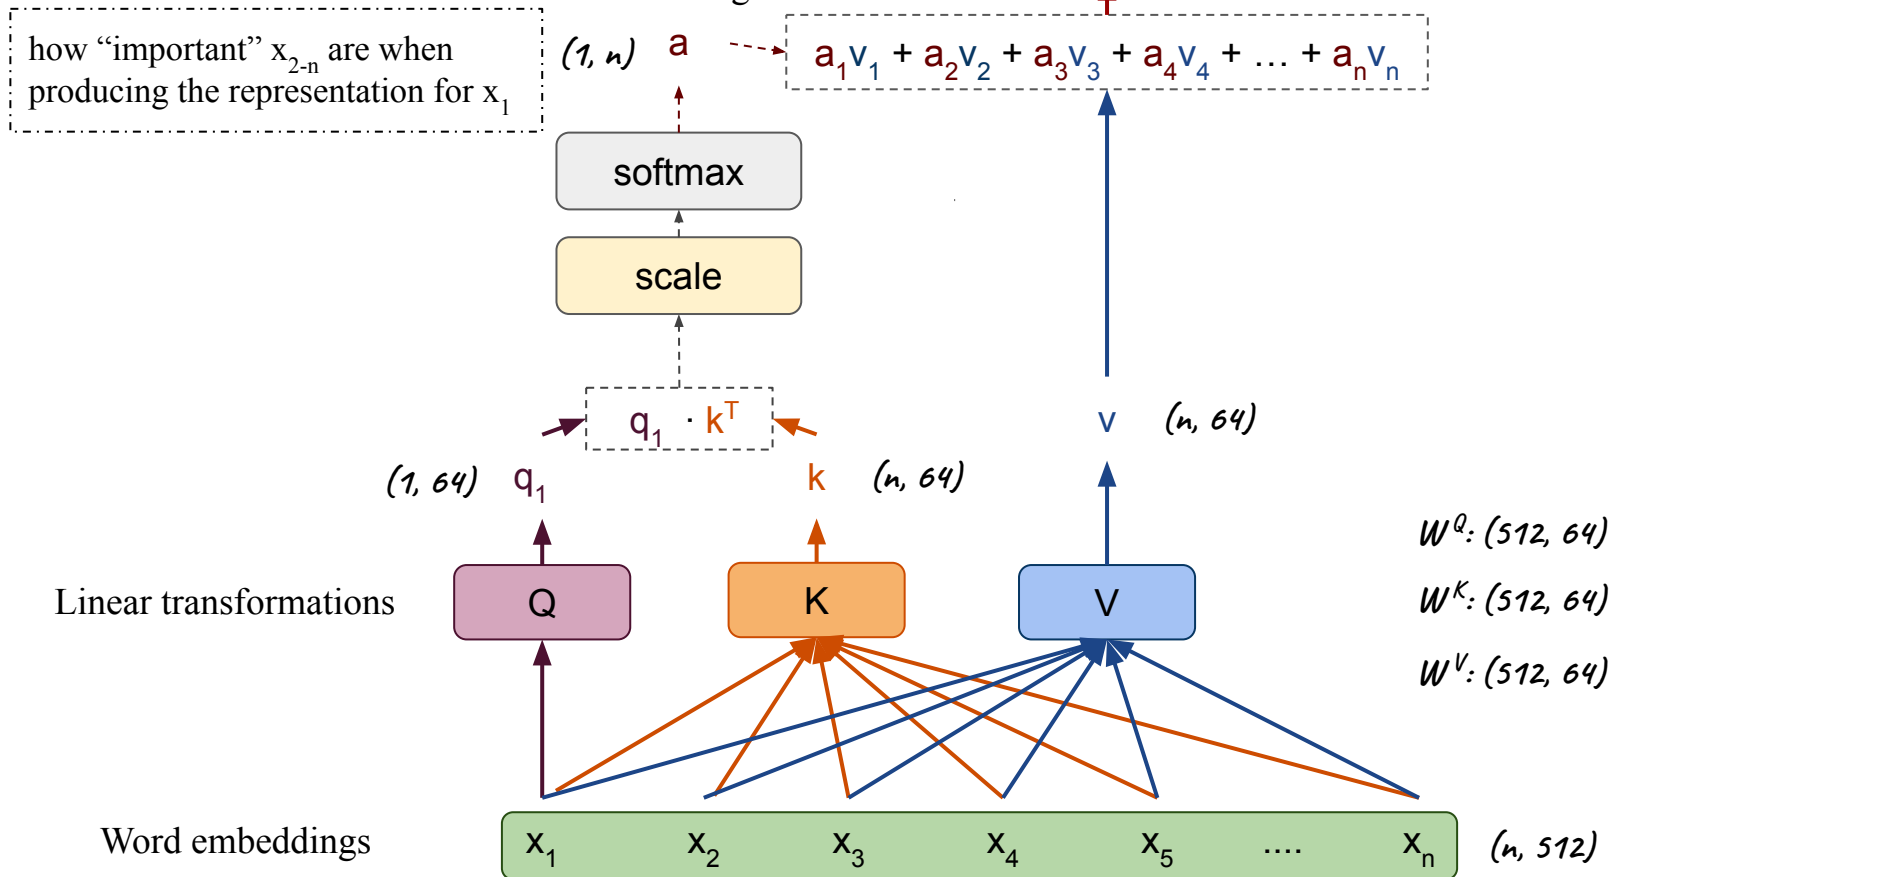 how “important” x2-n are when
producing the representation for x1
(1, n) a
a1v1 + a2v2 + a3v3 + a4v4 + … + anvn
softmax
scale
q1 · kT
v (n, 64)
(1, 64) q1
k (n, 64)
WQ: (512, 64)
Linear transformations
Q
K
V
WK: (512, 64)
WV: (512, 64)
Word embeddings
x1 x2 x3 x4 x5 .... xn
(n, 512)